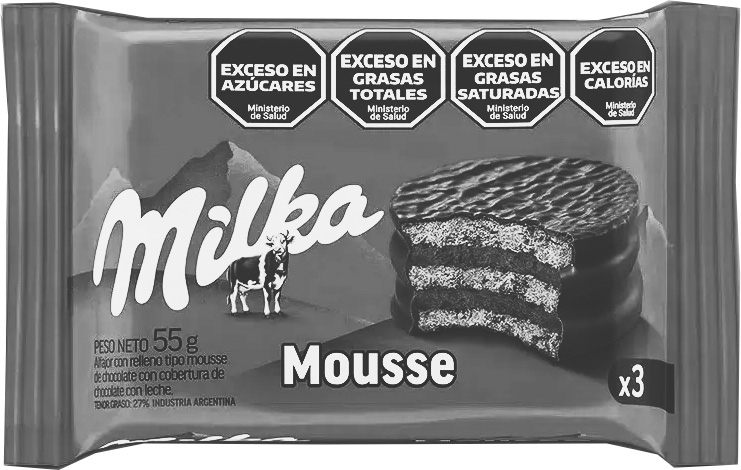 EXCESO EN
AZÚCARES
Ministerio
de Salud
EXCESO EN
GRASAS
TOTALES
Ministerio
de Salud
EXCESO EN
GRASAS
SATURADAS
Ministerio
de Salud
EXCESO EN
CALORÍAS
Ministerio
de Salud
Milka
PESO NETO 55 g
Alfajor con relleno tipo mousse
de chocolate con cobertura de
chocolate con leche.
TENOR GRASO: 27% INDUSTRIA ARGENTINA
Mousse
x3